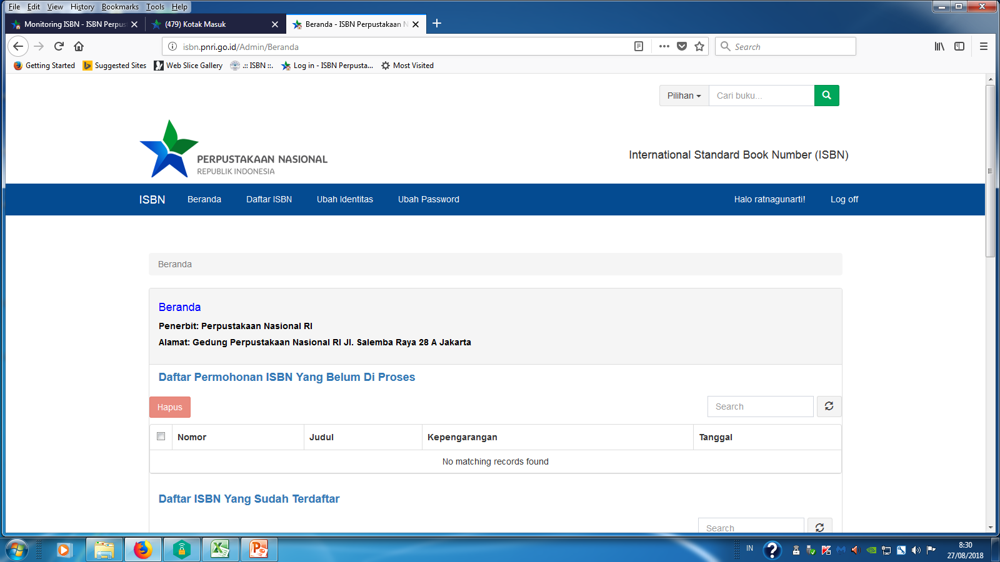 File Edit View History Bookmarks Tools Help
Monitoring ISBN - ISBN Perpus
(479) Kotak Masuk
Beranda - ISBN Perpustakaan N
isbn.pnri.go.id/Admin/Beranda
Search
Getting Started Suggested Sites Web Slice Gallery .:: ISBN ::. Log in - ISBN Perpusta... Most Visited
Pilihan Cari buku...
PERPUSTAKAAN NASIONAL
REPUBLIK INDONESIA
International Standard Book Number (ISBN)
ISBN Beranda Daftar ISBN Ubah Identitas Ubah Password Halo ratnagunarti! Log off
Beranda
Beranda
Penerbit: Perpustakaan Nasional RI
Alamat: Gedung Perpustakaan Nasional RI Jl. Salemba Raya 28 A Jakarta
Daftar Permohonan ISBN Yang Belum Di Proses
Hapus Search
Nomor Judul Kepengarangan Tanggal
No matching records found
Daftar ISBN Yang Sudah Terdaftar
Search
IN
8:30
27/08/2018